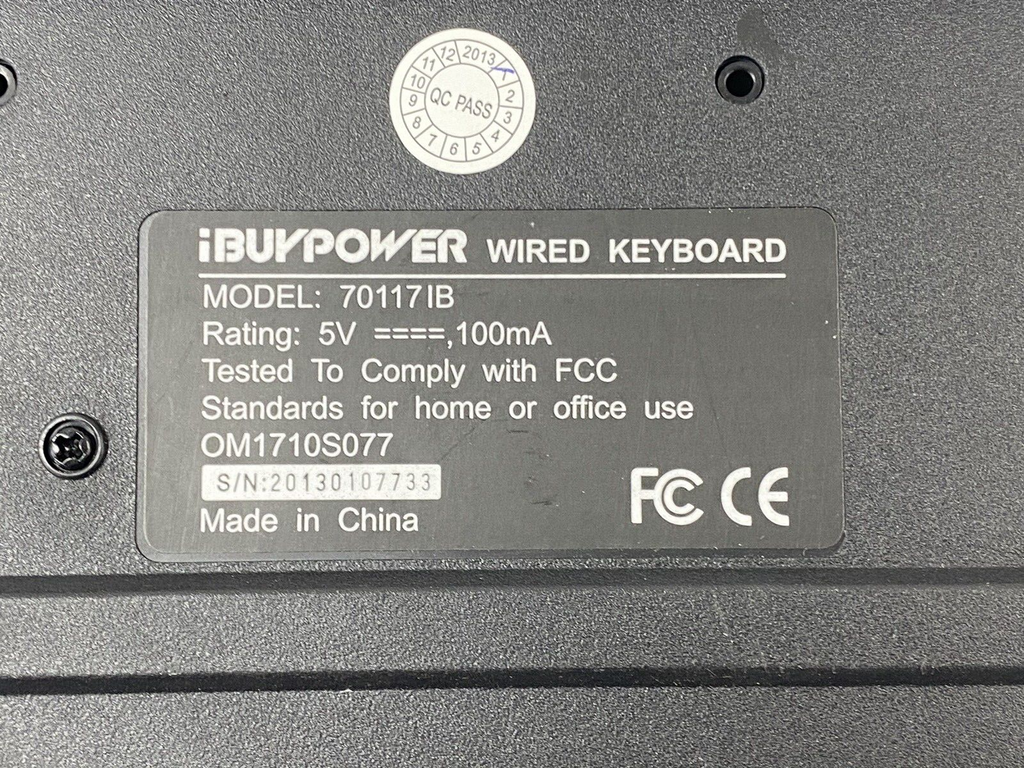 2013
2
3
4
5
6
7
8
9
10
11
12
QC PASS
iBUYPOWER WIRED KEYBOARD
MODEL: 70117IB
Rating: 5V ====,100mA
Tested To Comply with FCC
Standards for home or office use
OM1710S077
S/N:20130107733
Made in China
FC CE